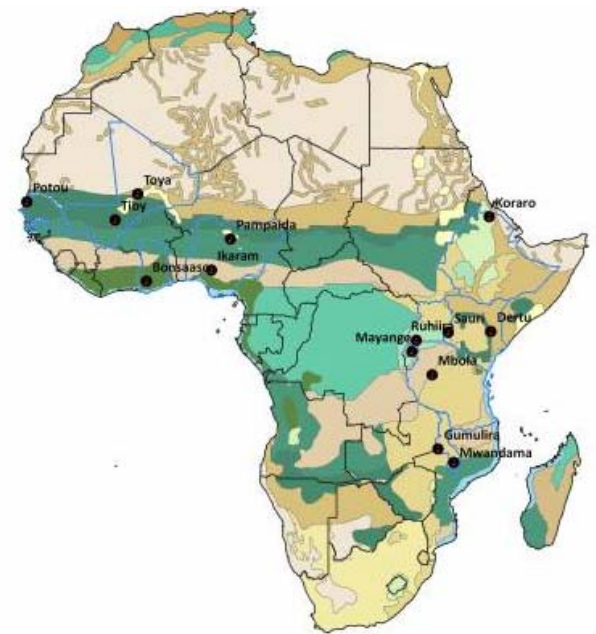 Potou
Toya
Tiby
Koraro
Pampaida
Ikaram
Bonsaaso
Ruhiira
Sauri
Dertu
Mayange
Mbola
Gumulira
Mwandama